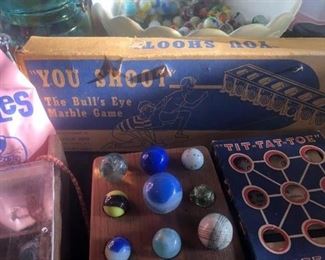 "YOU SHOOT"
"YOU SHOOT"
The Bull's Eye
Marble Game
"TIT-TAT-TOE"